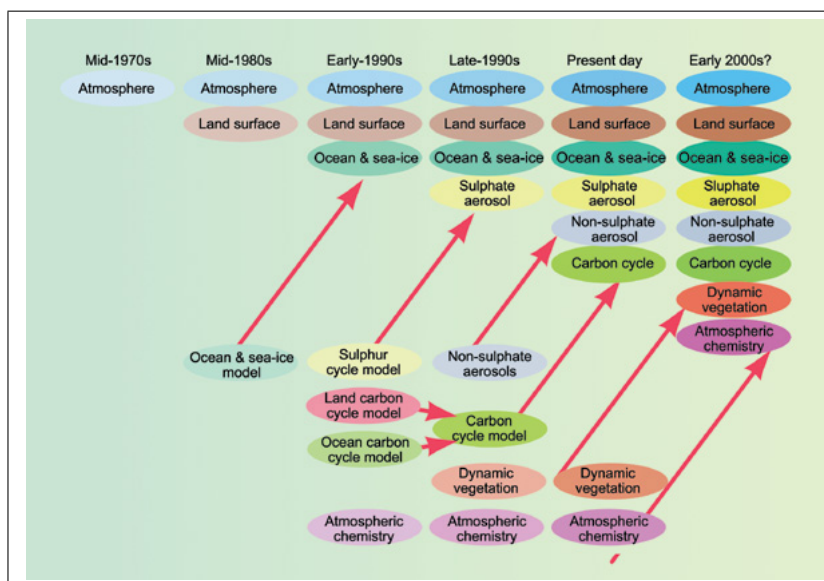 Mid-1970s
Mid-1980s
Early-1990s
Late-1990s
Present day
Early 2000s?
Atmosphere
Atmosphere
Atmosphere
Atmosphere
Atmosphere
Atmosphere
Land surface
Land surface
Land surface
Land surface
Land surface
Ocean & sea-ice
Ocean & sea-ice
Ocean & sea-ice
Ocean & sea-ice
Sulphate
aerosol
Sulphate
aerosol
Sluphate
aerosol
Non-sulphate
aerosol
Non-sulphate
aerosol
Carbon cycle
Carbon cycle
Dynamic
vegetation
Atmospheric
chemistry
Ocean & sea-ice
model
Sulphur
cycle model
Non-sulphate
aerosols
Land carbon
cycle model
Carbon
cycle model
Ocean carbon
cycle model
Dynamic
vegetation
Dynamic
vegetation
Atmospheric
chemistry
Atmospheric
chemistry
Atmospheric
chemistry